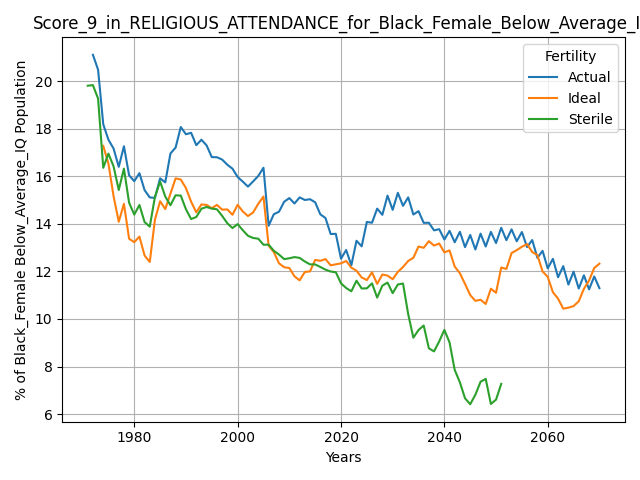 Score_9_in_RELIGIOUS_ATTENDANCE_for_Black_Female_Below_Average_I
Fertility
Actual
Ideal
Sterile
% of Black_Female Below_Average_IQ Population
20
18
16
14
12
10
8
6
1980
2000
2020
2040
2060
Years